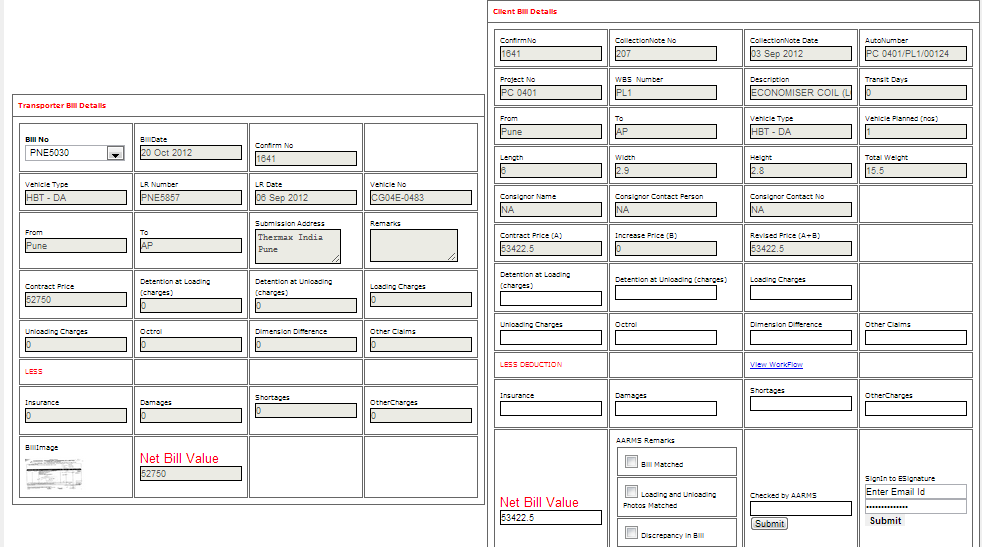 Transporter Bill Details
Bill No
BillDate
Confirm No
PNE5030
20 Oct 2012
1641
Vehicle Type
LR Number
LR Date
Vehicle No
HBT - DA
PNE5857
06 Sep 2012
CG04E-0483
From
To
Submission Address
Remarks
Pune
AP
Thermax India
Pune
Contract Price
Detention at Loading
(charges)
Detention at Unloading
(charges)
Loading Charges
52750
0
0
0
Unloading Charges
Octroi
Dimension Difference
Other Claims
0
0
0
0
LESS
Insurance
Damages
Shortages
OtherCharges
0
0
0
0
BillImage
Net Bill Value
52750
Client Bill Details
ConfirmNo
CollectionNote No
CollectionNote Date
AutoNumber
1641
207
03 Sep 2012
PC 0401/PL1/00124
Project No
WBS Number
Description
Transit Days
PC 0401
PL1
ECONOMISER COIL (L
0
From
To
Vehicle Type
Vehicle Planned (nos)
Pune
AP
HBT - DA
1
Length
Width
Height
Total Weight
6
2.9
2.8
15.5
Consignor Name
Consignor Contact Person
Consignor Contact No
NA
NA
NA
Contract Price (A)
Increase Price (B)
Revised Price (A+B)
53422.5
0
53422.5
Detention at Loading
(charges)
Detention at Unloading (charges)
Loading Charges
Unloading Charges
Octroi
Dimension Difference
Other Claims
LESS DEDUCTION
View WorkFlow
Insurance
Damages
Shortages
OtherCharges
Net Bill Value
53422.5
AARMS Remarks
Bill Matched
Loading and Unloading
Photos Matched
Discrepancy in Bill
Checked by AARMS
Submit
SignIn to ESignature
Enter Email Id
••••••••••••••
Submit